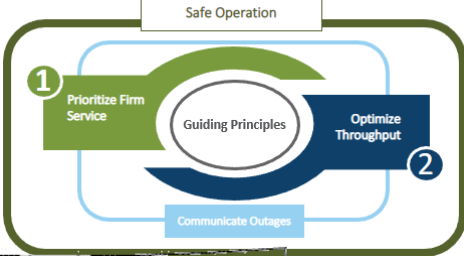 Safe Operation
1
Prioritize Firm
Service
Guiding Principles
Optimize
Throughput
2
Communicate Outages